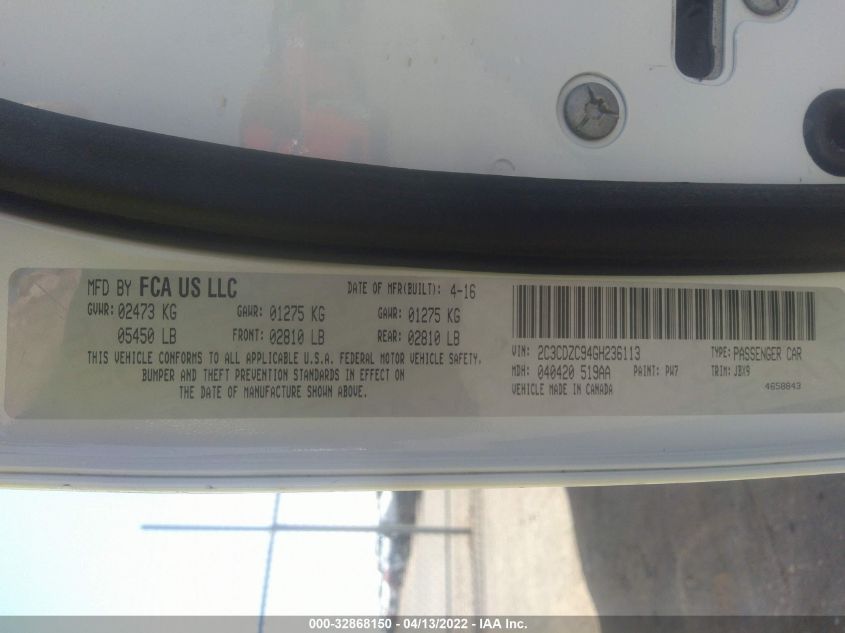 MFD BY FCA US LLC DATE OF MFR(BUILT): 4-16
GVWR: 02473 KG GAWR: 01275 KG GAWR: 01275 KG
05450 LB FRONT: 02810 LB REAR: 02810 LB
THIS VEHICLE CONFORMS TO ALL APPLICABLE U.S.A. FEDERAL MOTOR VEHICLE SAFETY,
BUMPER AND THEFT PREVENTION STANDARDS IN EFFECT ON
THE DATE OF MANUFACTURE SHOWN ABOVE.
VIN: 2C3CDZC94GH236113 TYPE: PASSENGER CAR
MDH: 040420 519AA PAINT: PW7 TRIM: JBX9
VEHICLE MADE IN CANADA 4658643
000-32868150 - 04/13/2022 - IAA Inc.